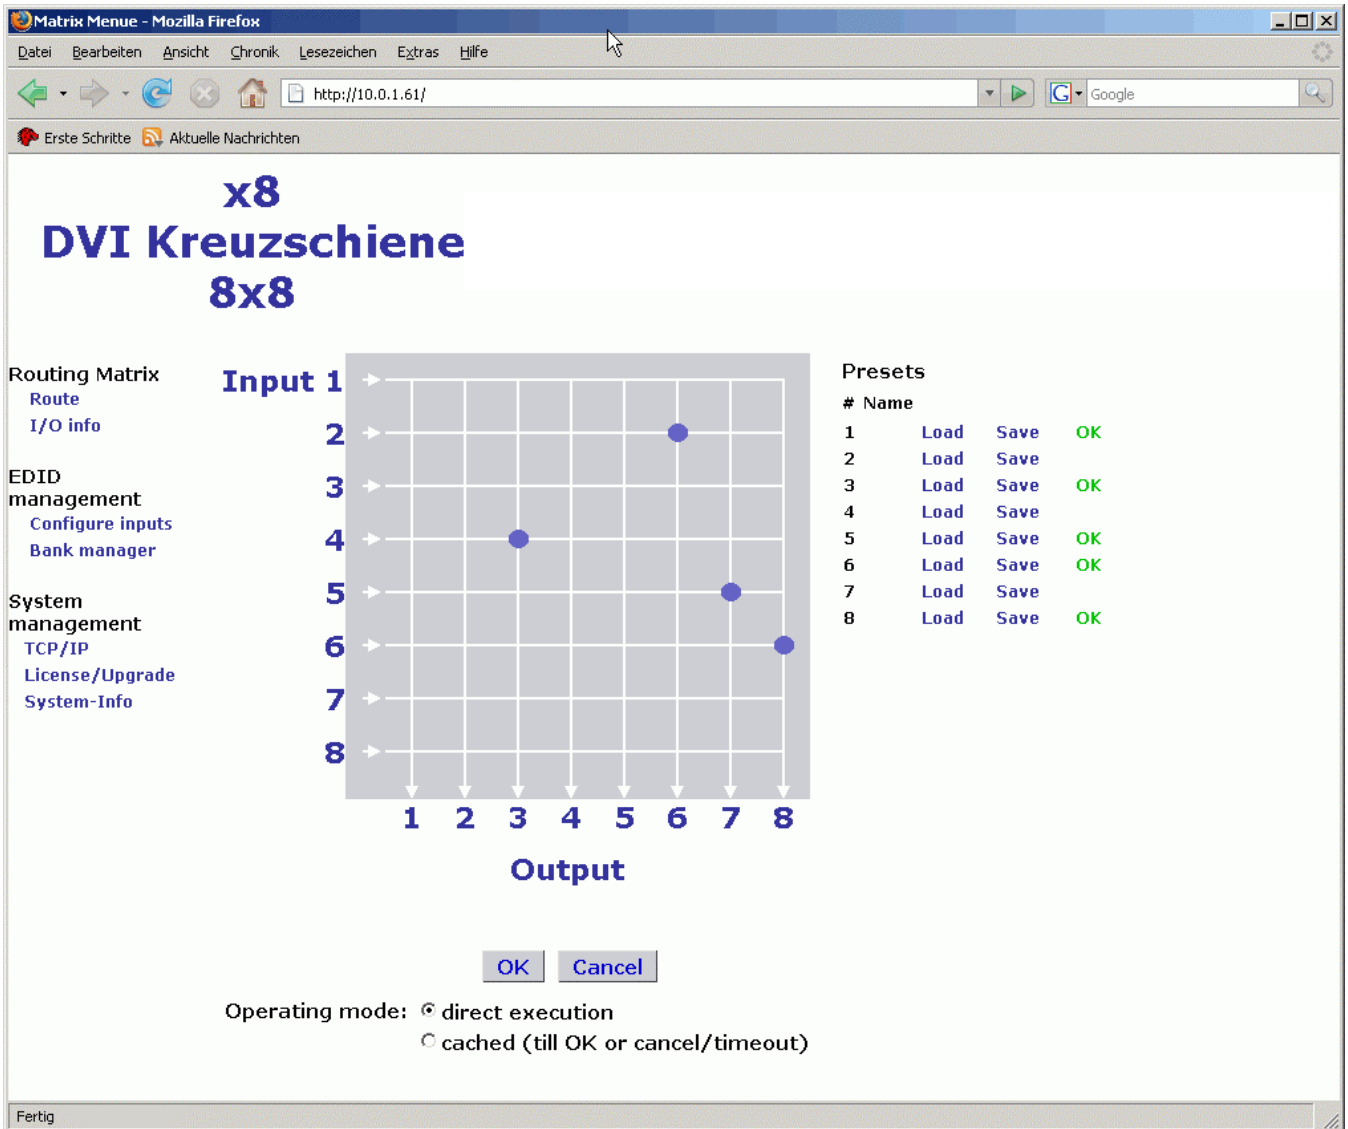 Matrix Menue - Mozilla Firefox
Datei Bearbeiten Ansicht Chronik Lesezeichen Extras Hilfe
http://10.0.1.61/
G Google
Erste Schritte Aktuelle Nachrichten
x8
DVI Kreuzschiene
8x8
Routing Matrix
Route
I/O info
EDID
management
Configure inputs
Bank manager
System
management
TCP/IP
License/Upgrade
System-Info
Input 1
2
3
4
5
6
7
8
1 2 3 4 5 6 7 8
Output
Presets
# Name
1 Load Save OK
2 Load Save
3 Load Save OK
4 Load Save
5 Load Save OK
6 Load Save OK
7 Load Save
8 Load Save OK
OK Cancel
Operating mode: direct execution
cached (till OK or cancel/timeout)
Fertig